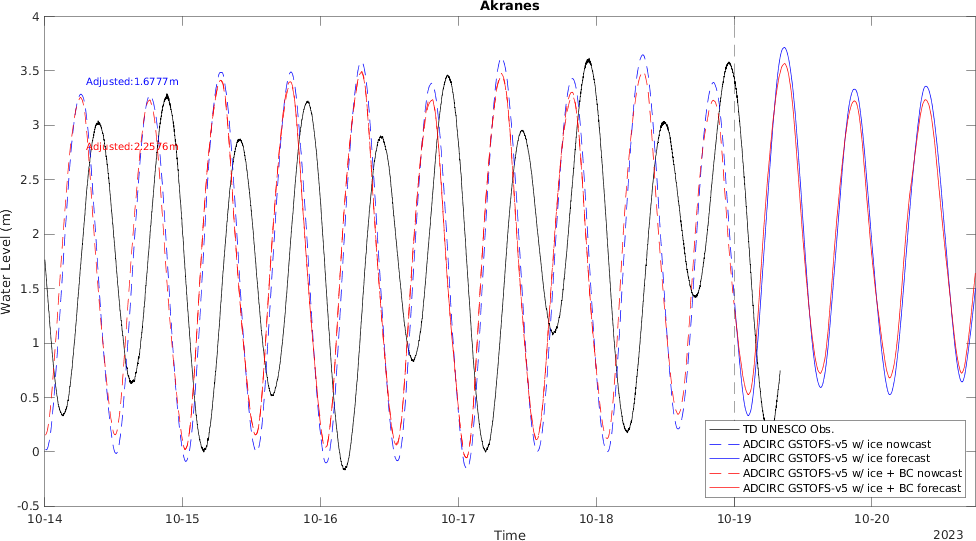 Akranes
4
3.5
3
2.5
2
1.5
1
0.5
0
-0.5
Water Level (m)
Adjusted:1.6777m
Adjusted:2.2576m
TD UNESCO Obs.
ADCIRC GSTOFS-v5 w/ ice nowcast
ADCIRC GSTOFS-v5 w/ ice forecast
ADCIRC GSTOFS-v5 w/ ice + BC nowcast
ADCIRC GSTOFS-v5 w/ ice + BC forecast
10-14 10-15 10-16 10-17 10-18 10-19 10-20
Time
2023